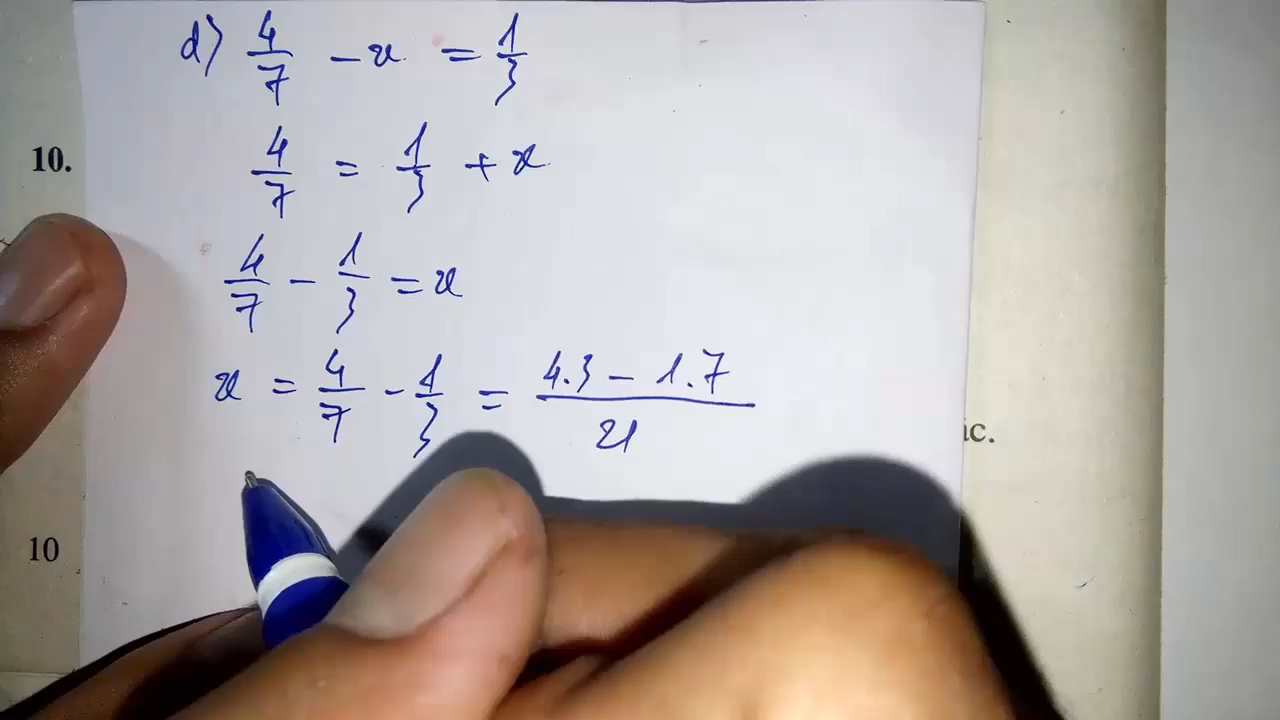 d) 4/7 - x = 1/3
10.
4/7 = 1/3 + x
4/7 - 1/3 = x
x = 4/7 - 1/3 = (4.3 - 1.7)/21
ác.
10